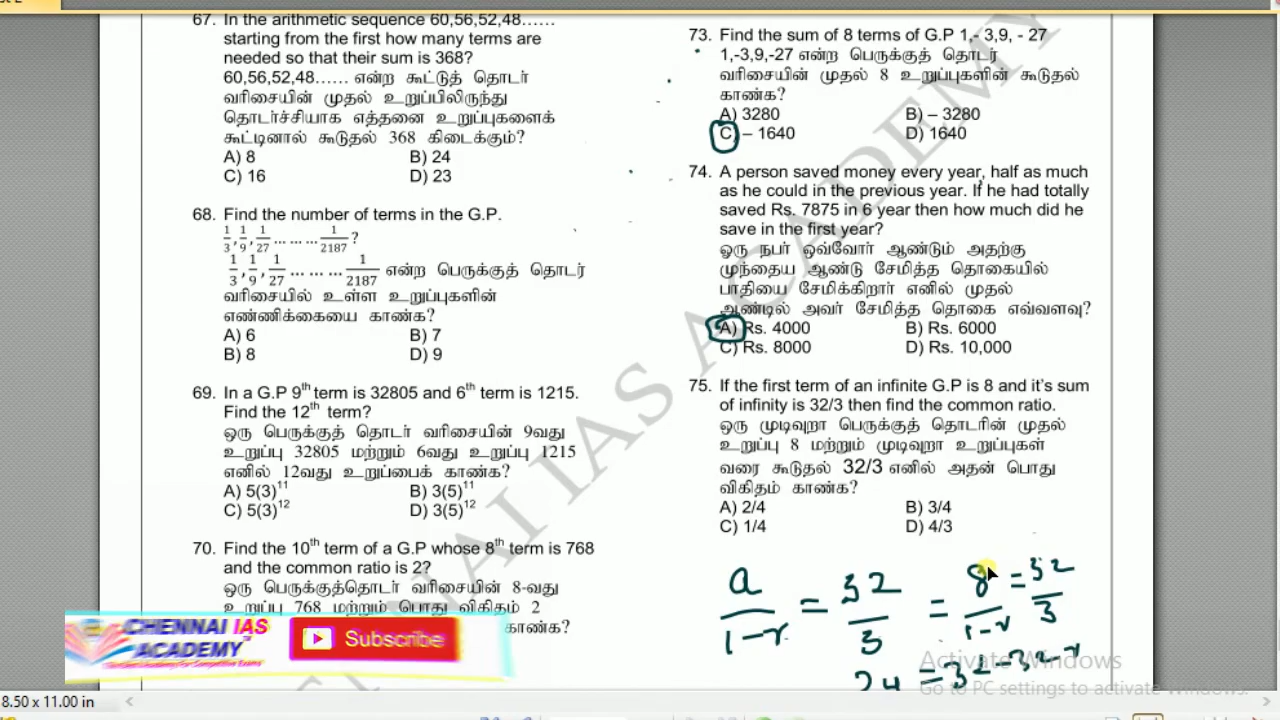 67. In the arithmetic sequence 60,56,52,48……
starting from the first how many terms are
needed so that their sum is 368?
60,56,52,48…… என்ற கூட்டுத் தொடர்
வரிசையின் முதல் உறுப்பிலிருந்து
தொடர்ச்சியாக எத்தனை உறுப்புகளைக்
கூட்டினால் கூடுதல் 368 கிடைக்கும்?
A) 8 B) 24
C) 16 D) 23
68. Find the number of terms in the G.P.
1/3, 1/9, 1/27 … … … 1/2187 ?
1/3, 1/9, 1/27 … … … 1/2187 என்ற பெருக்குத் தொடர்
வரிசையில் உள்ள உறுப்புகளின்
எண்ணிக்கையை காண்க?
A) 6 B) 7
B) 8 D) 9
69. In a G.P 9th term is 32805 and 6th term is 1215.
Find the 12th term?
ஒரு பெருக்குத் தொடர் வரிசையின் 9வது
உறுப்பு 32805 மற்றும் 6வது உறுப்பு 1215
எனில் 12வது உறுப்பைக் காண்க?
A) 5(3)^11 B) 3(5)^11
C) 5(3)^12 D) 3(5)^12
70. Find the 10th term of a G.P whose 8th term is 768
and the common ratio is 2?
ஒரு பெருக்குத்தொடர் வரிசையின் 8-வது
உறுப்பு 768 மற்றும் பொது விகிதம் 2
காண்க?
CHENNAI IAS
ACADEMY
Subscribe
73. Find the sum of 8 terms of G.P 1,- 3,9, - 27
1,-3,9,-27 என்ற பெருக்குத் தொடர்
வரிசையின் முதல் 8 உறுப்புகளின் கூடுதல்
காண்க?
A) 3280 B) – 3280
C) – 1640 D) 1640
74. A person saved money every year, half as much
as he could in the previous year. If he had totally
saved Rs. 7875 in 6 year then how much did he
save in the first year?
ஓரு நபர் ஒவ்வோர் ஆண்டும் அதற்கு
முந்தைய ஆண்டு சேமித்த தொகையில்
பாதியை சேமிக்கிறார் எனில் முதல்
ஆண்டில் அவர் சேமித்த தொகை எவ்வளவு?
A) Rs. 4000 B) Rs. 6000
C) Rs. 8000 D) Rs. 10,000
75. If the first term of an infinite G.P is 8 and it’s sum
of infinity is 32/3 then find the common ratio.
ஒரு முடிவுறா பெருக்குத் தொடரின் முதல்
உறுப்பு 8 மற்றும் முடிவுறா உறுப்புகள்
வரை கூடுதல் 32/3 எனில் அதன் பொது
விகிதம் காண்க?
A) 2/4 B) 3/4
C) 1/4 D) 4/3
a/1-r = 32/3 = 8/1-r = 32/3
24 = 32 - 32r
Activate Windows
Go to PC settings to activate Windows.
8.50 x 11.00 in